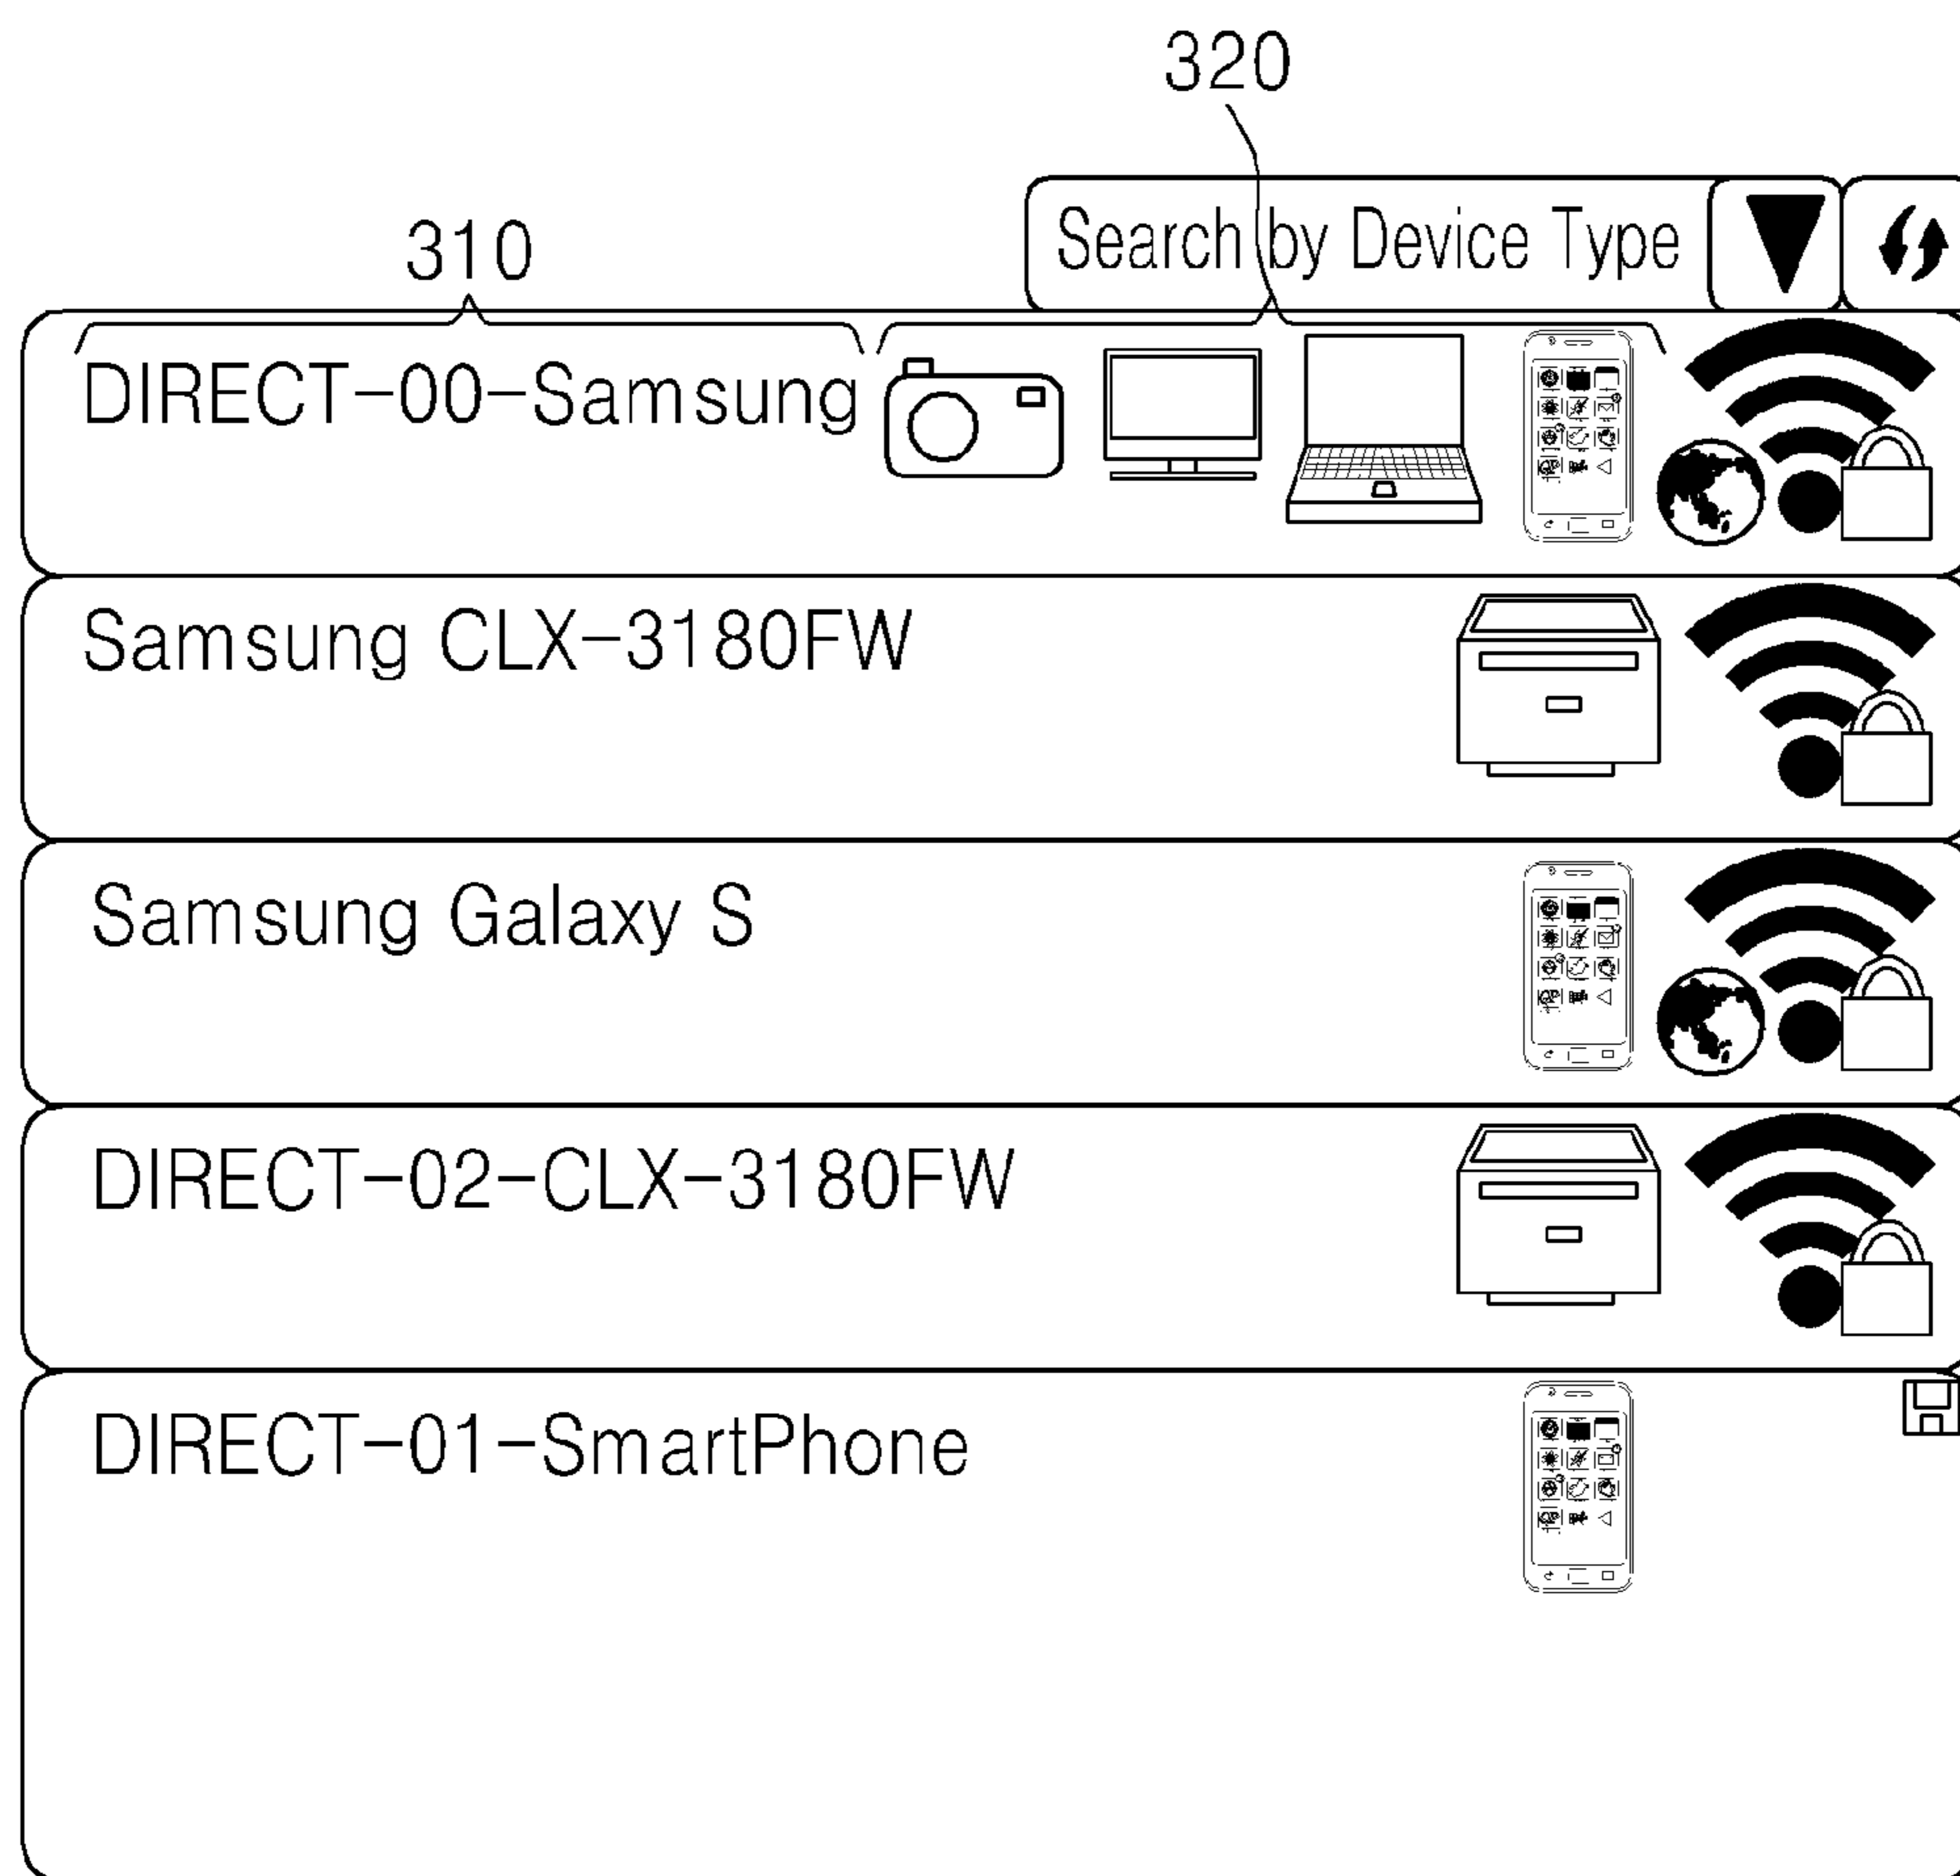 320
310
Search by Device Type
DIRECT-00-Samsung
Samsung CLX-3180FW
Samsung Galaxy S
DIRECT-02-CLX-3180FW
DIRECT-01-SmartPhone